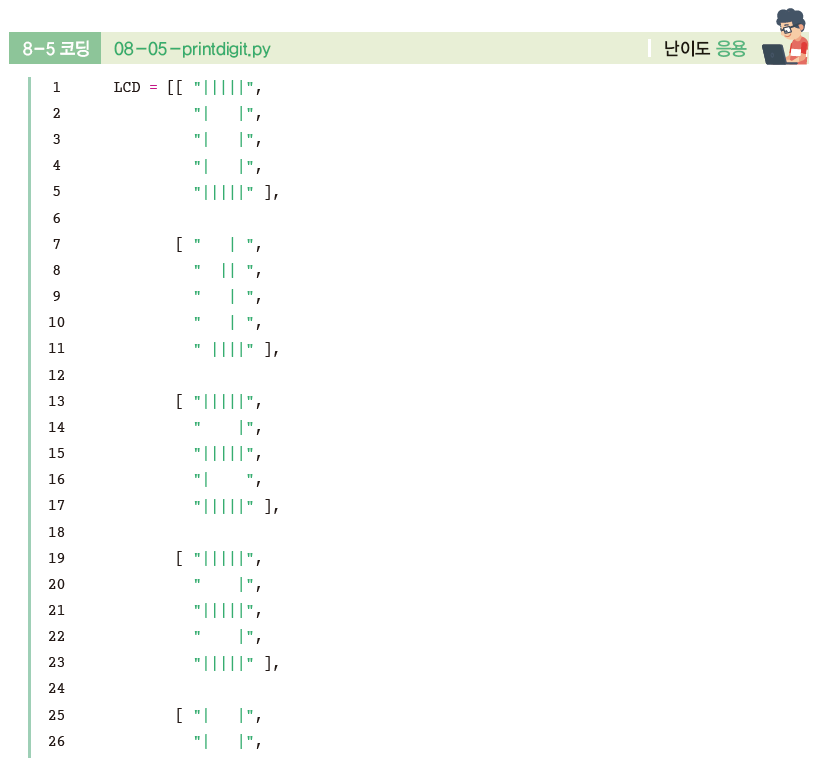 8-5 코딩 08-05-printdigit.py 난이도 응용
1 LCD = [[ "|||||",
2 "|   |",
3 "|   |",
4 "|   |",
5 "|||||" ],
6
7 [ "   | ",
8 "  || ",
9 "   | ",
10 "   | ",
11 " ||||" ],
12
13 [ "|||||",
14 "    |",
15 "|||||",
16 "|    ",
17 "|||||" ],
18
19 [ "|||||",
20 "    |",
21 "|||||",
22 "    |",
23 "|||||" ],
24
25 [ "|   |",
26 "|   |",